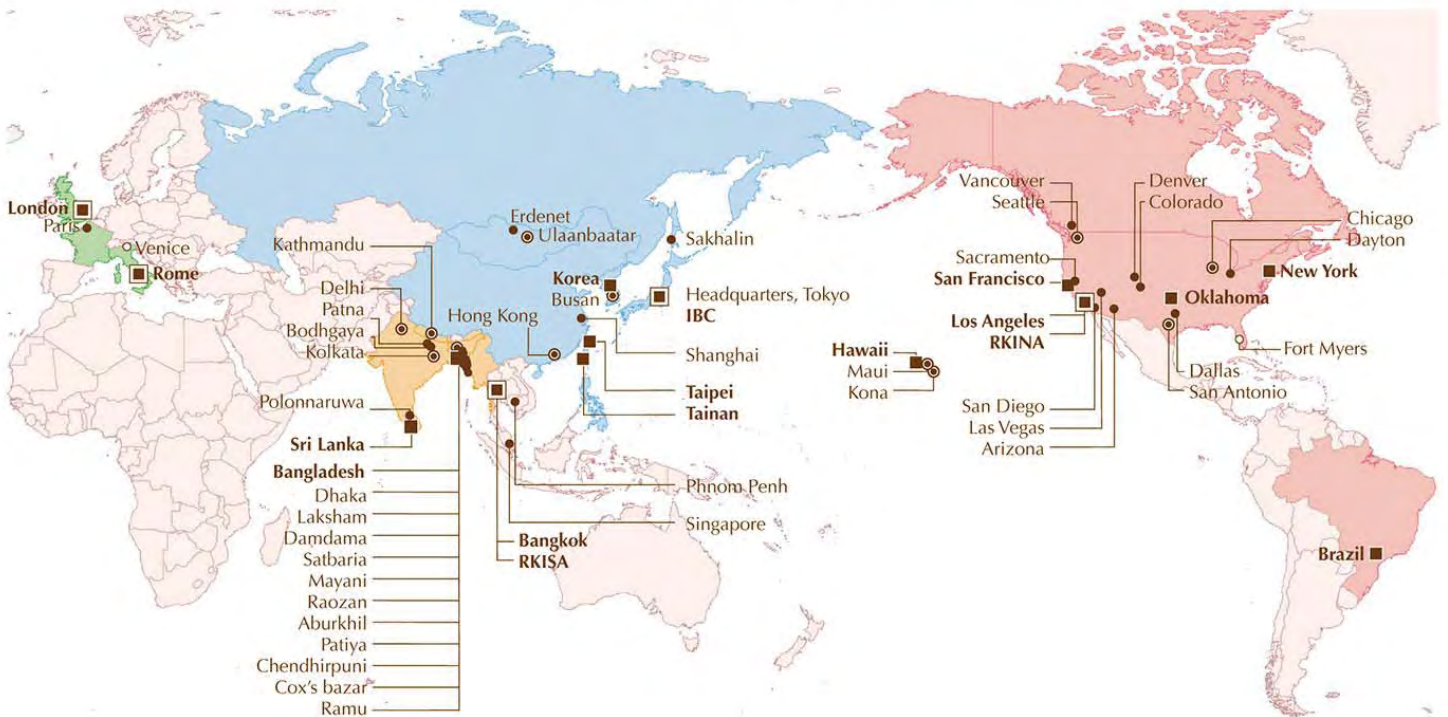 London
Paris
Venice
Rome
Kathmandu
Delhi
Patna
Bodhgaya
Kolkata
Polonnaruwa
Sri Lanka
Bangladesh
Dhaka
Laksham
Damdama
Satbaria
Mayani
Raozan
Aburkhil
Patiya
Chendhirpuni
Cox's bazar
Ramu
Erdenet
Ulaanbaatar
Sakhalin
Korea
Busan
Headquarters, Tokyo
IBC
Hong Kong
Shanghai
Taipei
Tainan
Phnom Penh
Singapore
Bangkok
RKISA
Hawaii
Maui
Kona
Vancouver
Seattle
Sacramento
San Francisco
Los Angeles
RKINA
San Diego
Las Vegas
Arizona
Denver
Colorado
Chicago
Dayton
New York
Oklahoma
Fort Myers
Dallas
San Antonio
Brazil